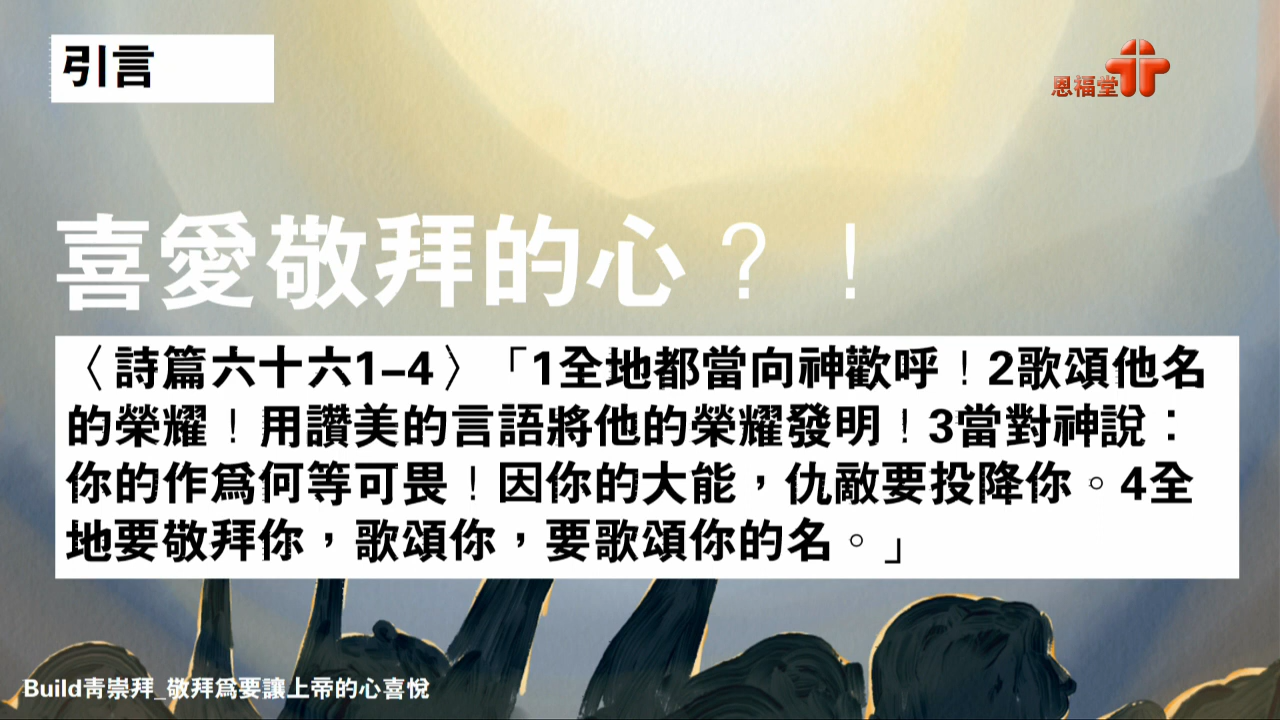 引言
恩福堂
喜愛敬拜的心？！
〈詩篇六十六1–4〉「1全地都當向神歡呼！2歌頌他名
的榮耀！用讚美的言語將他的榮耀發明！3當對神說：
你的作為何等可畏！因你的大能，仇敵要投降你。4全
地要敬拜你，歌頌你，要歌頌你的名。」
Build青崇拜_敬拜為要讓上帝的心喜悅